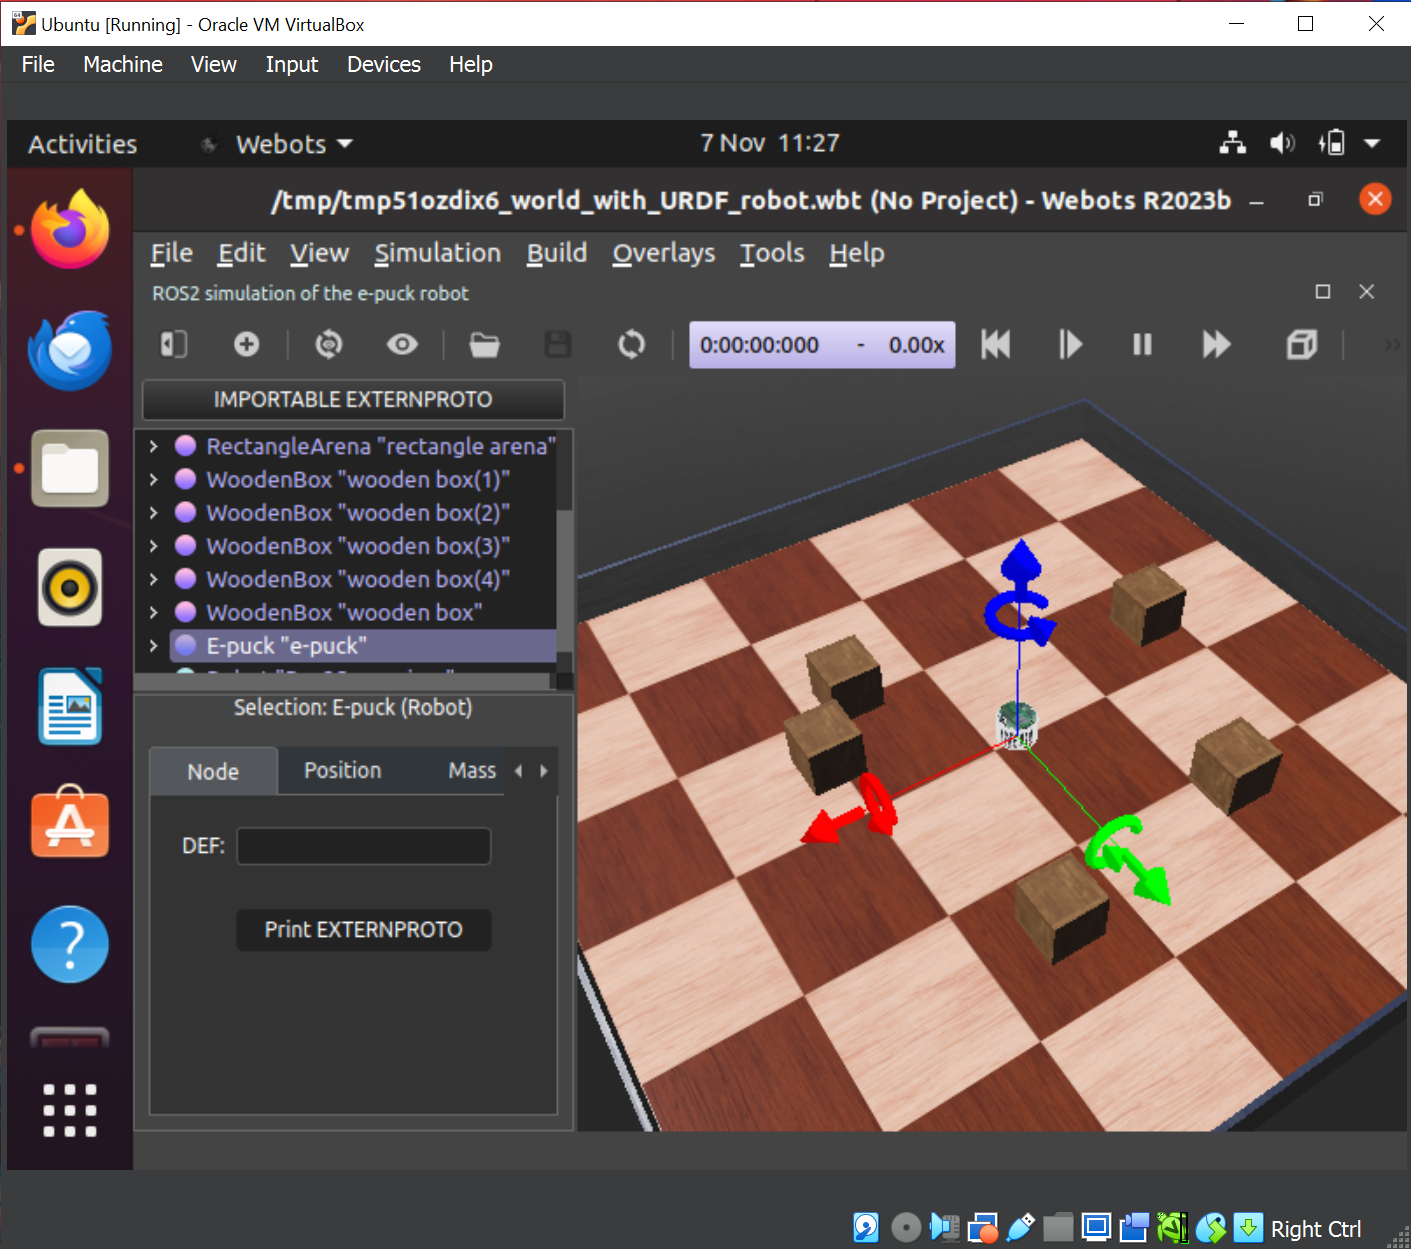 Ubuntu [Running] - Oracle VM VirtualBox
File Machine View Input Devices Help
Activities Webots 7 Nov 11:27
/tmp/tmp51ozdix6_world_with_URDF_robot.wbt (No Project) - Webots R2023b
File Edit View Simulation Build Overlays Tools Help
ROS2 simulation of the e-puck robot
0:00:00:000 - 0.00x
IMPORTABLE EXTERNPROTO
RectangleArena "rectangle arena"
WoodenBox "wooden box(1)"
WoodenBox "wooden box(2)"
WoodenBox "wooden box(3)"
WoodenBox "wooden box(4)"
WoodenBox "wooden box"
E-puck "e-puck"
Selection: E-puck (Robot)
Node Position Mass
DEF:
Print EXTERNPROTO
Right Ctrl